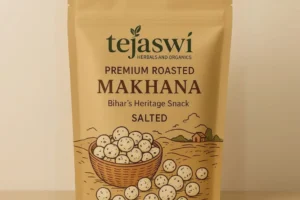 tejaswi
HERBALS AND ORGANICS
PREMIUM ROASTED
MAKHANA
Bihar's Heritage Snack
SALTED